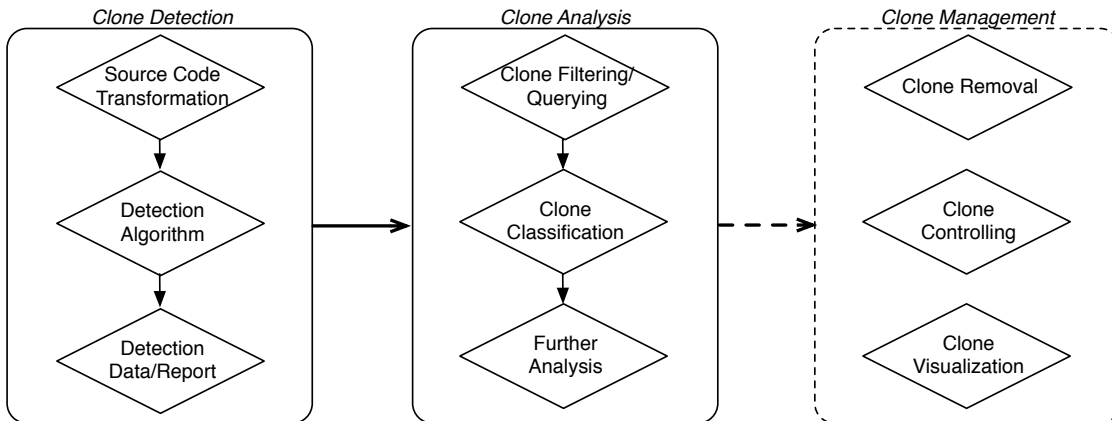 Clone Detection
Source Code
Transformation
Detection
Algorithm
Detection
Data/Report
Clone Analysis
Clone Filtering/
Querying
Clone
Classification
Further
Analysis
Clone Management
Clone Removal
Clone
Controlling
Clone
Visualization